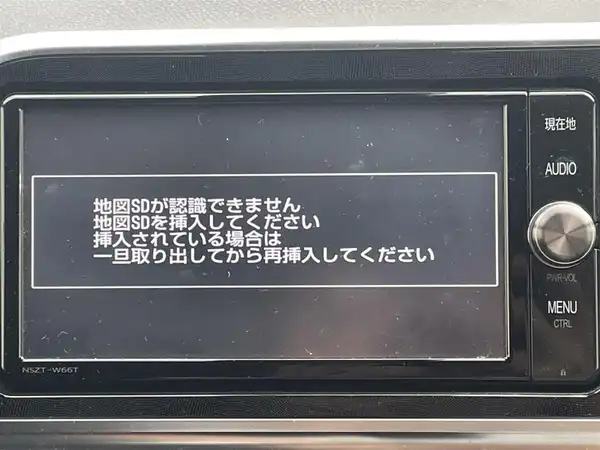 地図SDが認識できません
地図SDを挿入してください
挿入されている場合は
一旦取り出してから再挿入してください
現在地
AUDIO
PWR-VOL
MENU
CTRL
NSZT-W66T